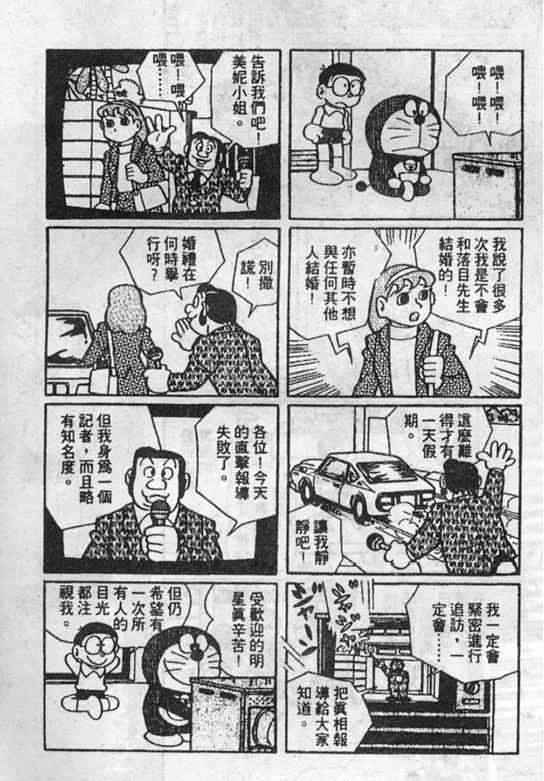 喂！喂！
喂！喂！
告訴我們吧！
美妮小姐。
喂！喂！
喂……
我說了很多
次我是不會
和落目先生
結婚的！
亦暫時不想
與任何其他
人結婚！
別撒
謊！
婚禮在
何時舉
行呀？
這麼難
得才有
一天假
期。
讓我靜
靜吧！
各位！今天
的直擊報導
失敗了。
但我身爲一個
記者，而且略
有知名度。
我一定會
緊密進行
追訪，一
定會……
把眞相報
導給大家
知道。
受歡迎的明
星眞辛苦！
但仍
希望有
一次所
有人的
目光
都注
視我。